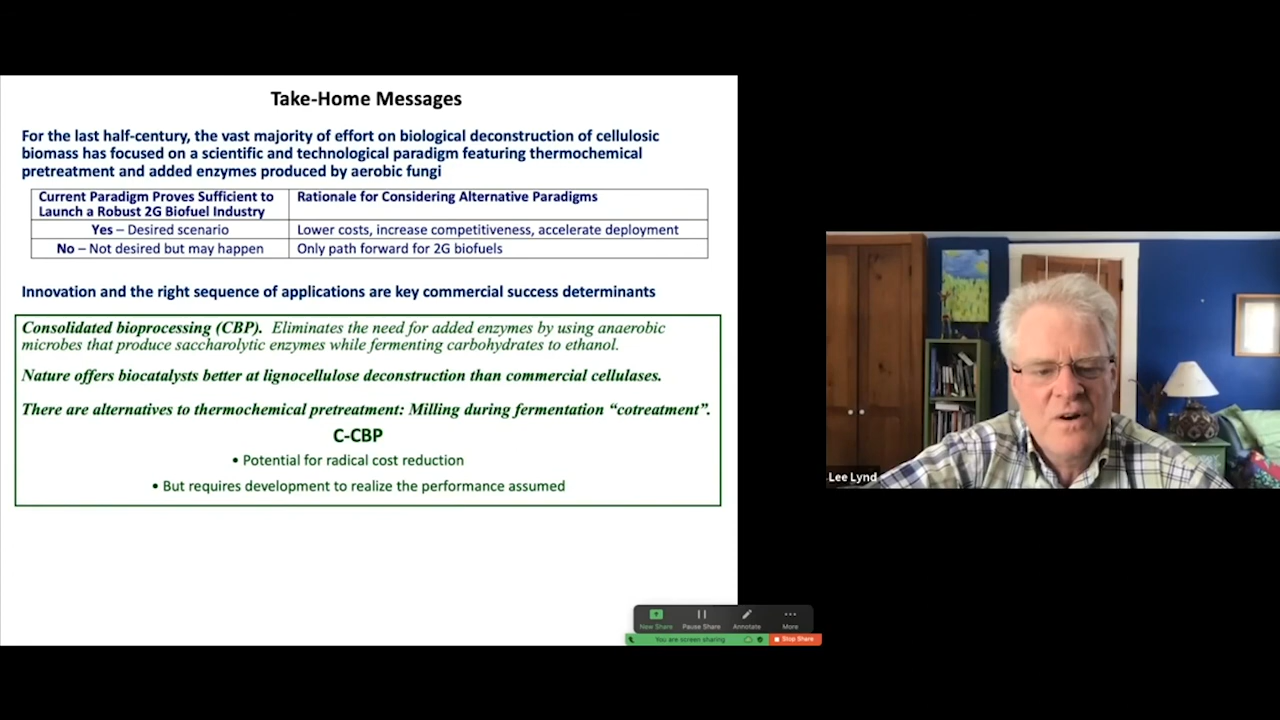 Take-Home Messages
For the last half-century, the vast majority of effort on biological deconstruction of cellulosic
biomass has focused on a scientific and technological paradigm featuring thermochemical
pretreatment and added enzymes produced by aerobic fungi
Current Paradigm Proves Sufficient to
Launch a Robust 2G Biofuel Industry
Rationale for Considering Alternative Paradigms
Yes – Desired scenario
Lower costs, increase competitiveness, accelerate deployment
No – Not desired but may happen
Only path forward for 2G biofuels
Innovation and the right sequence of applications are key commercial success determinants
Consolidated bioprocessing (CBP). Eliminates the need for added enzymes by using anaerobic
microbes that produce saccharolytic enzymes while fermenting carbohydrates to ethanol.
Nature offers biocatalysts better at lignocellulose deconstruction than commercial cellulases.
There are alternatives to thermochemical pretreatment: Milling during fermentation “cotreatment”.
C-CBP
• Potential for radical cost reduction
• But requires development to realize the performance assumed
Lee Lynd
New Share
Pause Share
Annotate
More
You are screen sharing
Stop Share